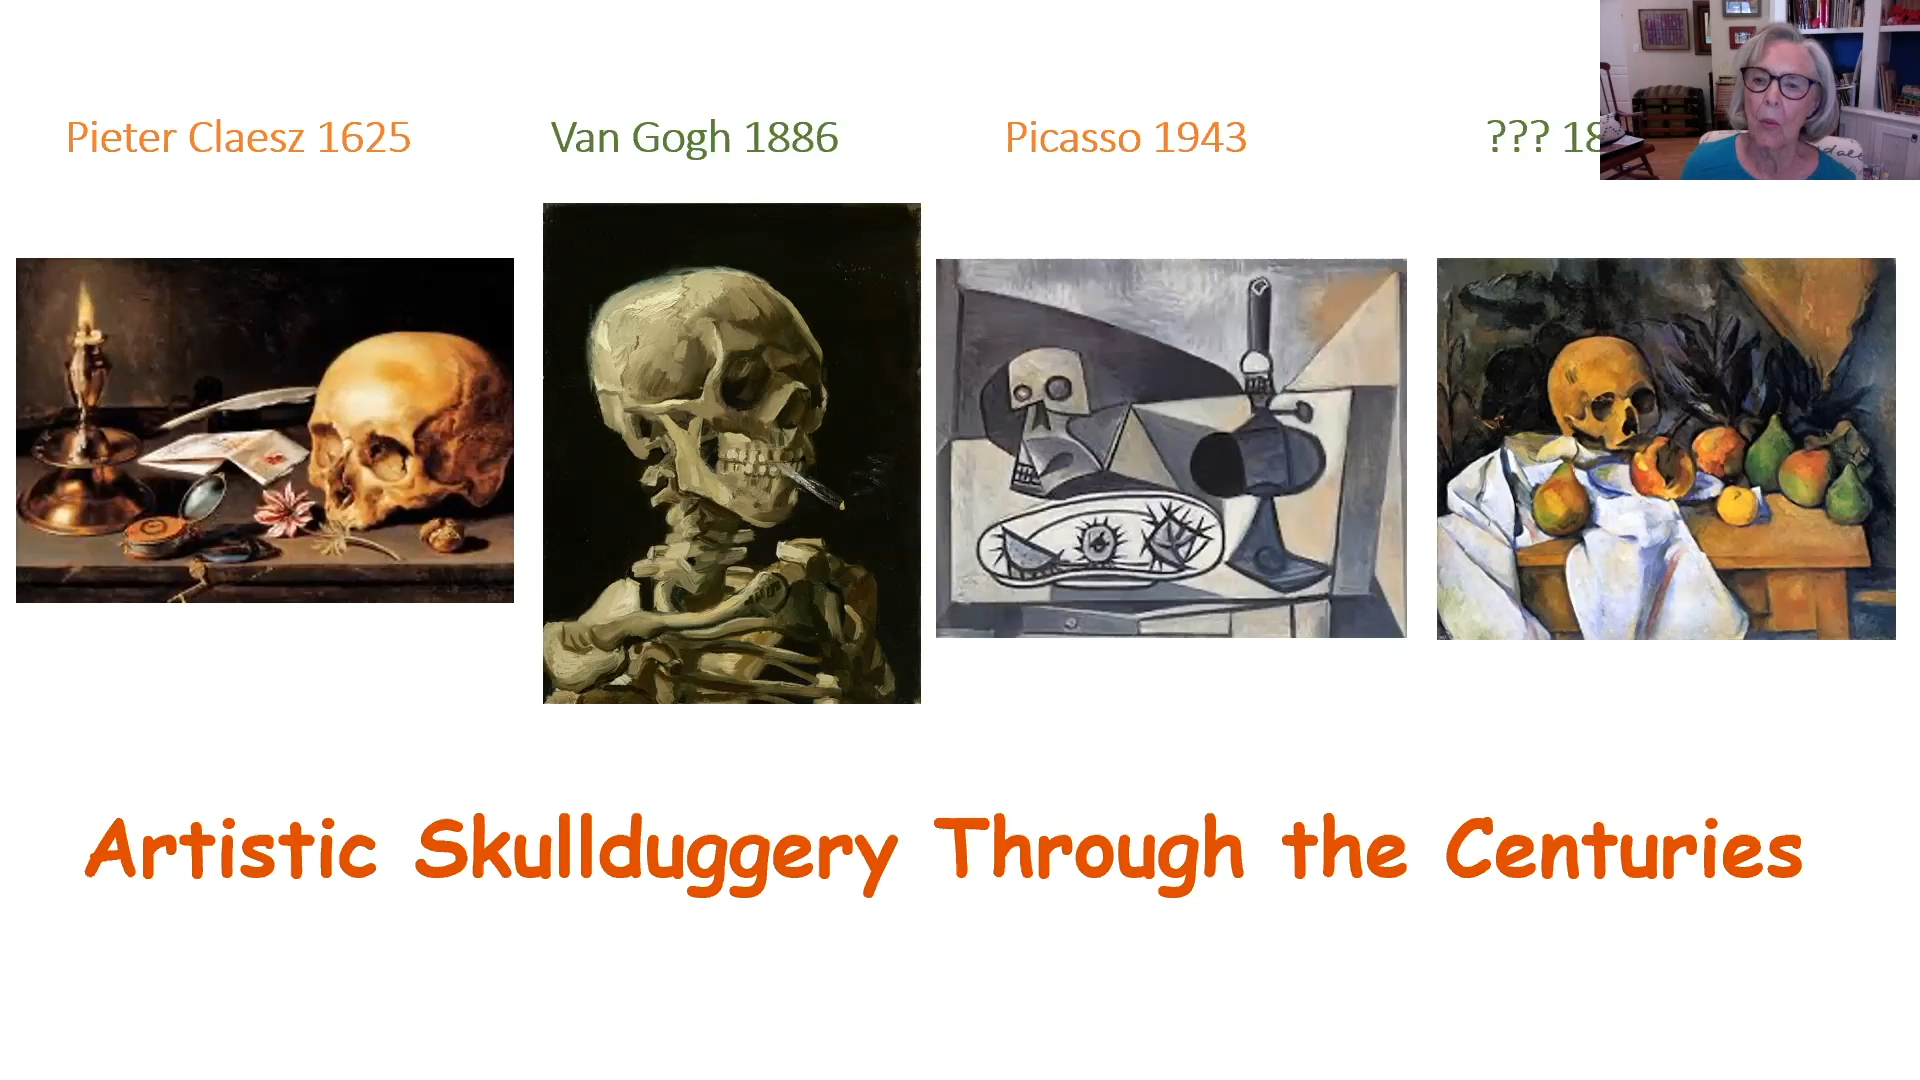 Pieter Claesz 1625
Van Gogh 1886
Picasso 1943
??? 18
Artistic Skullduggery Through the Centuries